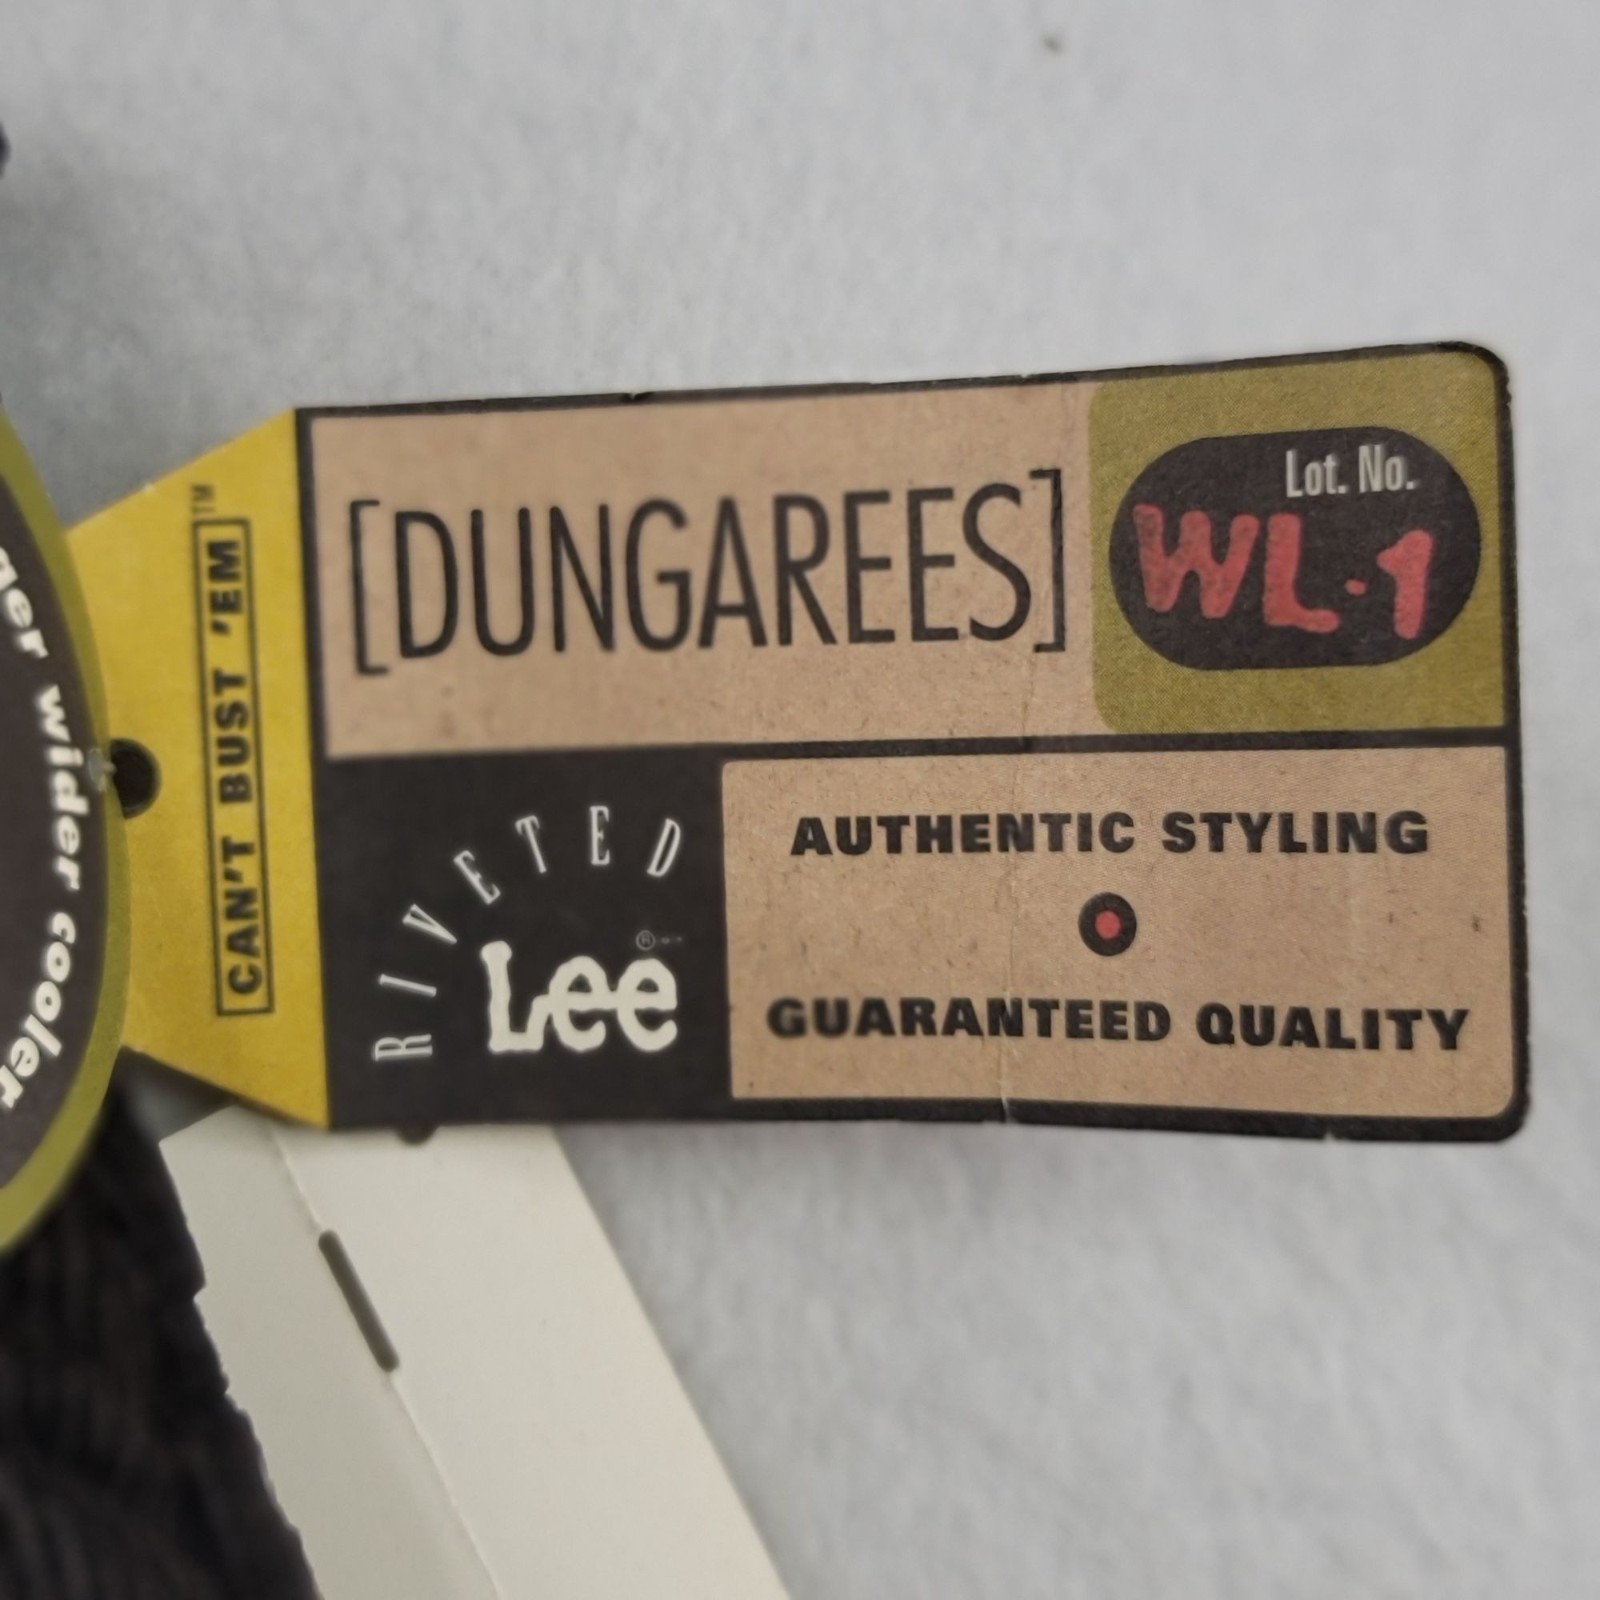 wider cooler
CAN'T BUST 'EM™
[DUNGAREES]
Lot. No.
WL-1
RIVETED
Lee®
AUTHENTIC STYLING
GUARANTEED QUALITY